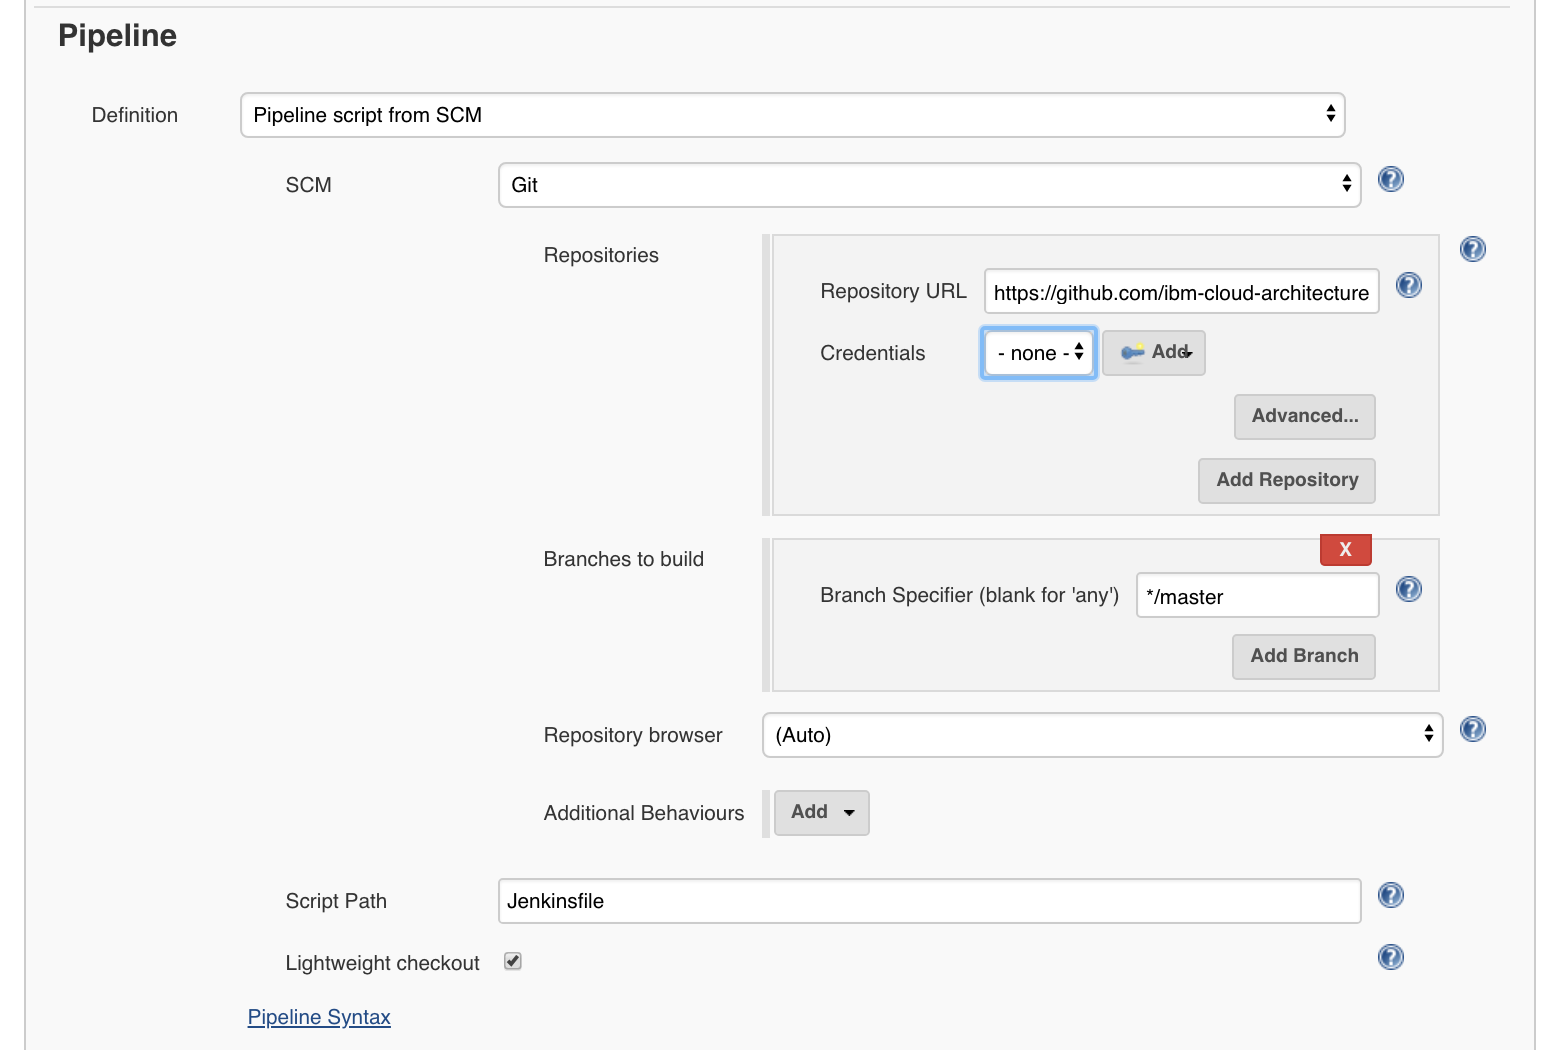 Pipeline
Definition
Pipeline script from SCM
SCM
Git
Repositories
Repository URL
https://github.com/ibm-cloud-architecture
Credentials
- none -
Add
Advanced...
Add Repository
Branches to build
X
Branch Specifier (blank for 'any')
*/master
Add Branch
Repository browser
(Auto)
Additional Behaviours
Add
Script Path
Jenkinsfile
Lightweight checkout
Pipeline Syntax